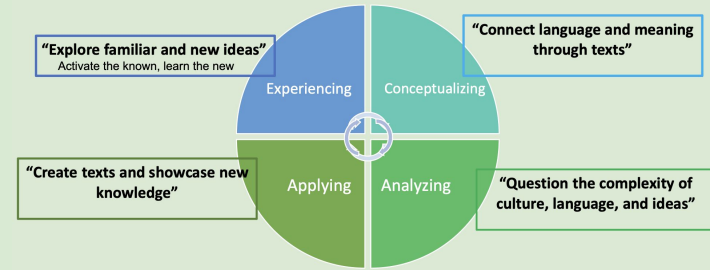 “Explore familiar and new ideas”
Activate the known, learn the new
“Connect language and meaning
through texts”
Experiencing
Conceptualizing
“Create texts and showcase new
knowledge”
Applying
Analyzing
“Question the complexity of
culture, language, and ideas”